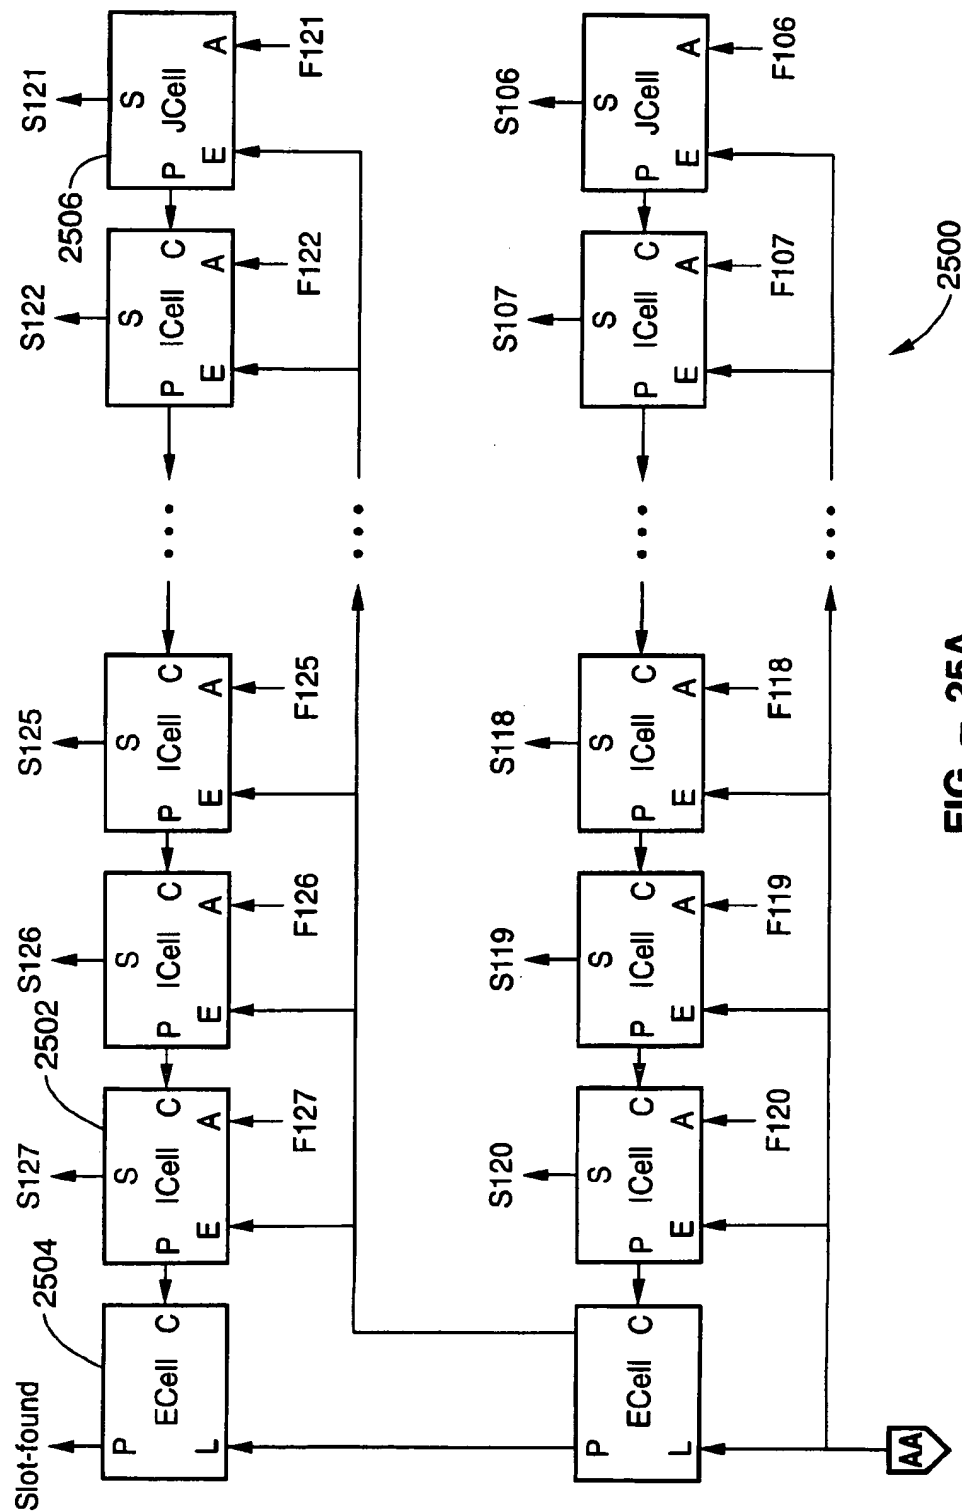 Slot-found
S127
S126
S125
S122
S121
2504
2502
2506
P
L
ECell
C
S
P
ICell
C
E
A
S
P
ICell
C
E
A
S
P
ICell
C
E
A
S
P
ICell
C
E
A
S
P
JCell
E
A
F127
F126
F125
F122
F121
S120
S119
S118
S107
S106
P
L
ECell
C
S
P
ICell
C
E
A
S
P
ICell
C
E
A
S
P
ICell
C
E
A
S
P
ICell
C
E
A
S
P
JCell
E
A
F120
F119
F118
F107
F106
AA
2500
FIG. – 25A